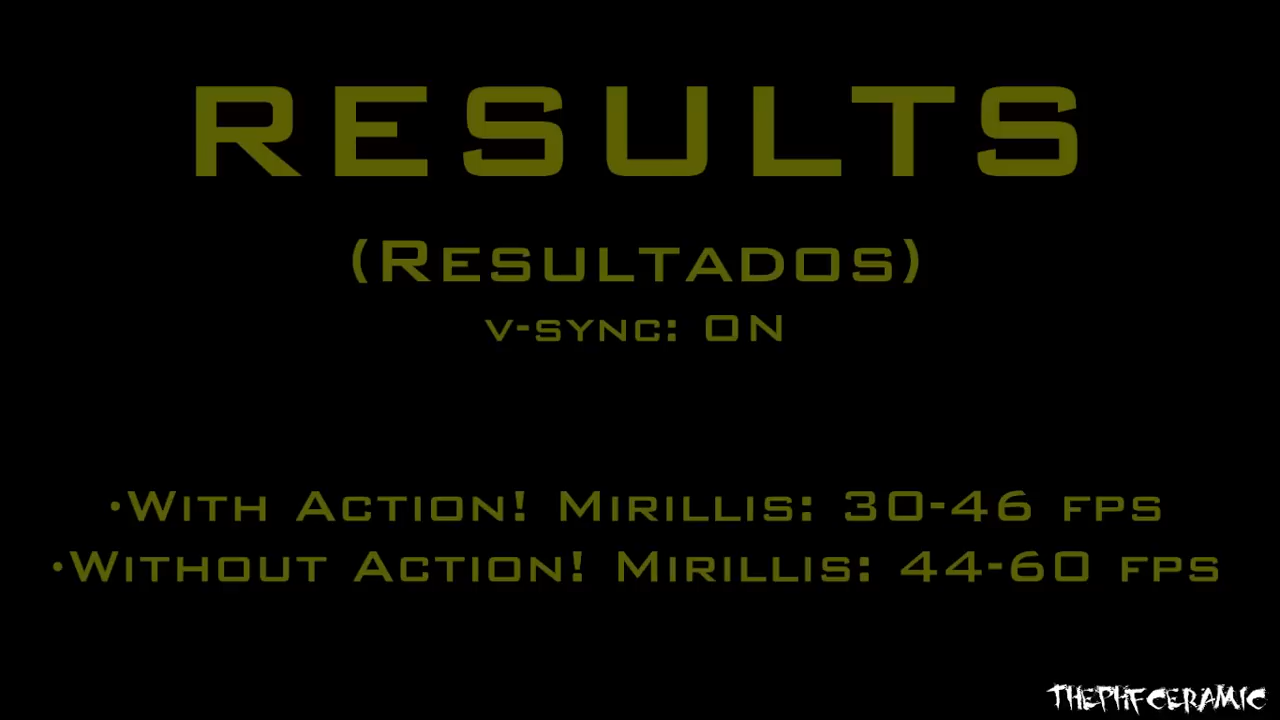 RESULTS
(Resultados)
v-sync: ON
•With Action! Mirillis: 30-46 fps
•Without Action! Mirillis: 44-60 fps
THEPHFCERAMIC